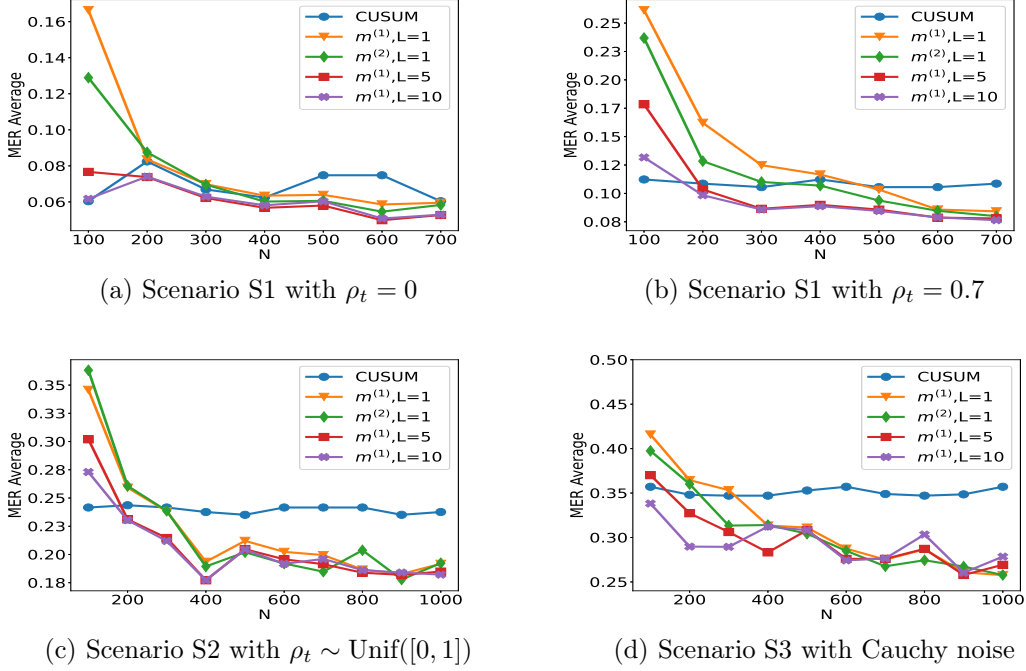 0.16
0.14
0.12
0.10
0.08
0.06
MER Average
100 200 300 400 500 600 700
N
CUSUM
m^(1),L=1
m^(2),L=1
m^(1),L=5
m^(1),L=10
(a) Scenario S1 with ρ_t = 0
0.25
0.23
0.20
0.17
0.15
0.12
0.10
0.08
MER Average
100 200 300 400 500 600 700
N
CUSUM
m^(1),L=1
m^(2),L=1
m^(1),L=5
m^(1),L=10
(b) Scenario S1 with ρ_t = 0.7
0.35
0.33
0.30
0.28
0.25
0.23
0.20
0.18
MER Average
200 400 600 800 1000
N
CUSUM
m^(1),L=1
m^(2),L=1
m^(1),L=5
m^(1),L=10
(c) Scenario S2 with ρ_t ∼ Unif([0, 1])
0.50
0.45
0.40
0.35
0.30
0.25
MER Average
200 400 600 800 1000
N
CUSUM
m^(1),L=1
m^(2),L=1
m^(1),L=5
m^(1),L=10
(d) Scenario S3 with Cauchy noise